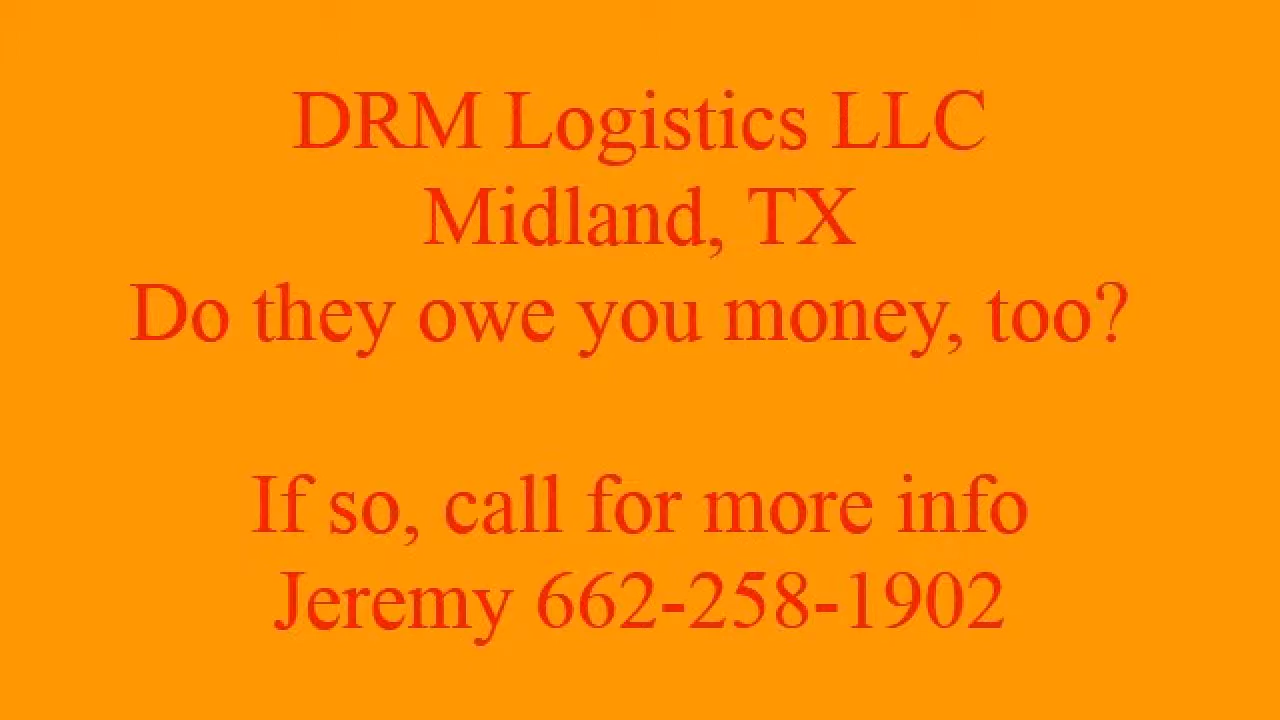 DRM Logistics LLC
Midland, TX
Do they owe you money, too?
If so, call for more info
Jeremy 662-258-1902